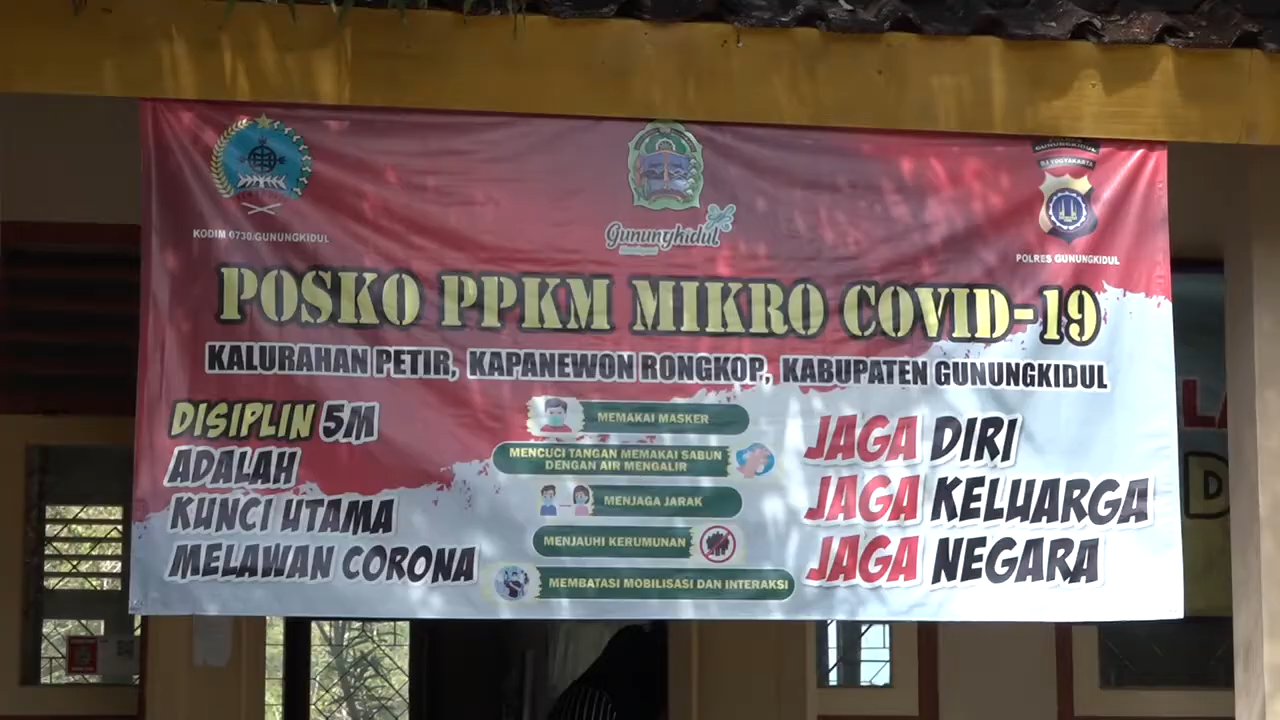 KODIM 0730/GUNUNGKIDUL
Gunungkidul
GUNUNGKIDUL
D.I YOGYAKARTA
POLRES GUNUNGKIDUL
POSKO PPKM MIKRO COVID-19
KALURAHAN PETIR, KAPANEWON RONGKOP, KABUPATEN GUNUNGKIDUL
DISIPLIN 5M
ADALAH
KUNCI UTAMA
MELAWAN CORONA
MEMAKAI MASKER
MENCUCI TANGAN MEMAKAI SABUN
DENGAN AIR MENGALIR
MENJAGA JARAK
MENJAUHI KERUMUNAN
MEMBATASI MOBILISASI DAN INTERAKSI
JAGA DIRI
JAGA KELUARGA
JAGA NEGARA